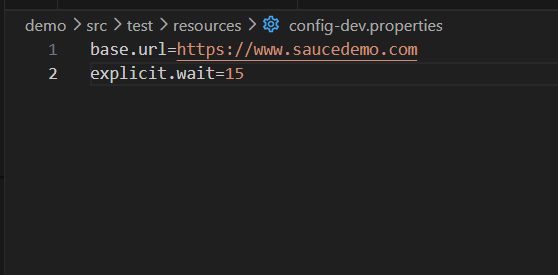 demo > src > test > resources > config-dev.properties
1 base.url=https://www.saucedemo.com
2 explicit.wait=15